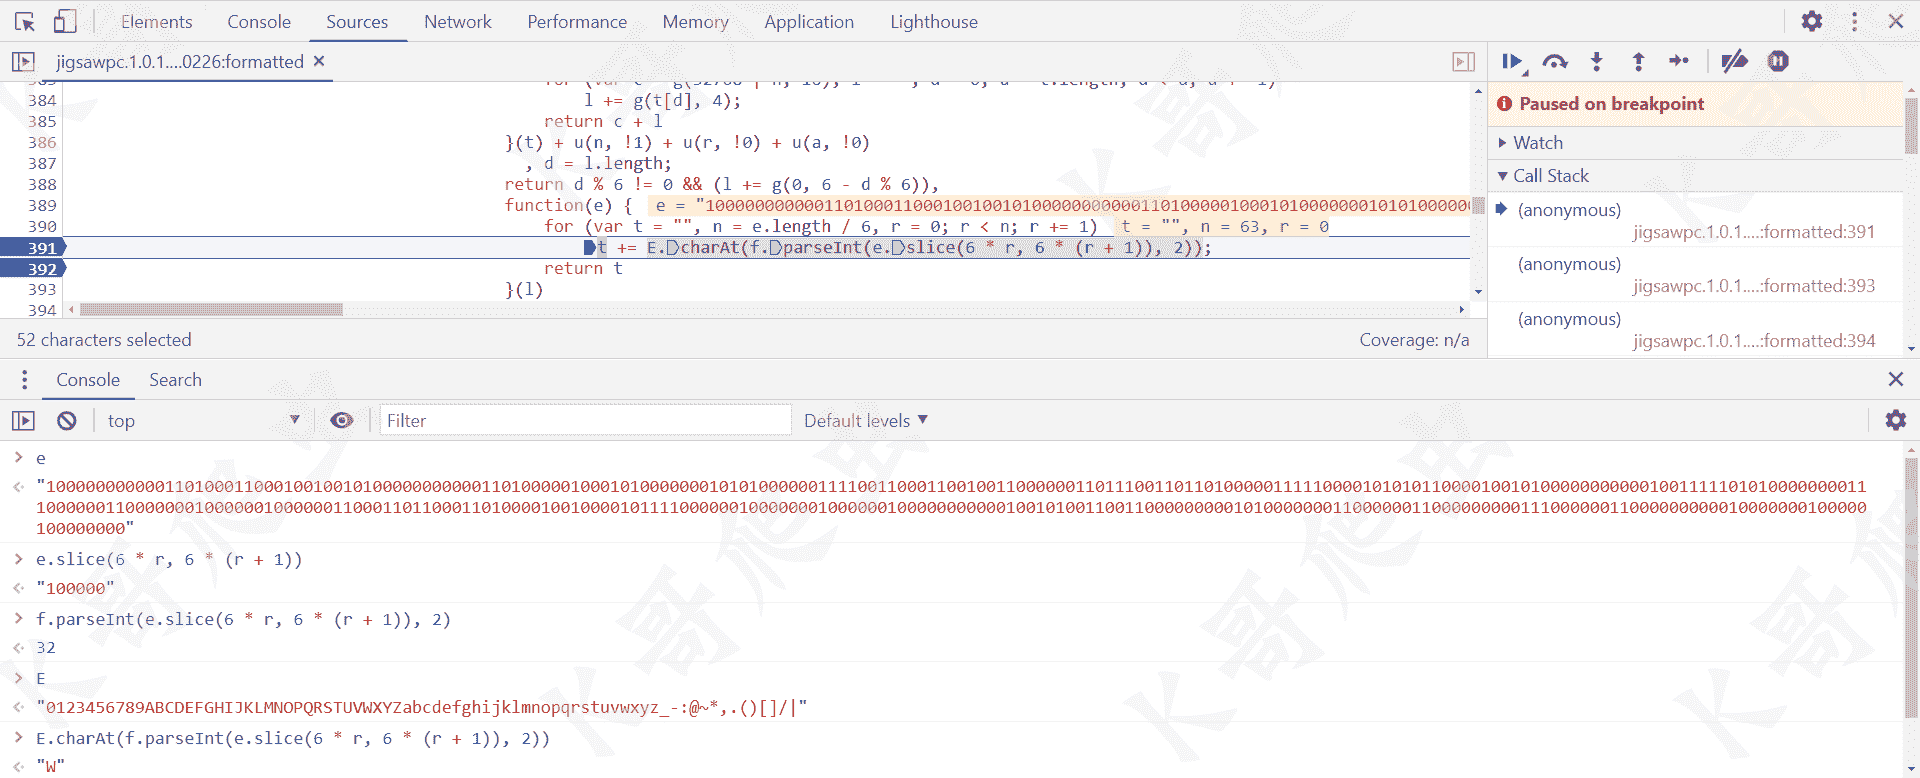 Elements Console Sources Network Performance Memory Application Lighthouse
jigsawpc.1.0.1....0226:formatted ×
384 l += g(t[d], 4);
385 return c + l
386 }(t) + u(n, !1) + u(r, !0) + u(a, !0)
387 , d = l.length;
388 return d % 6 != 0 && (l += g(0, 6 - d % 6)),
389 function(e) { e =
390 for (var t = "", n = e.length / 6, r = 0; r < n; r += 1) t = "", n = 63, r = 0
391 t += E.charAt(f.parseInt(e.slice(6 * r, 6 * (r + 1)), 2));
392 return t
393 }(l)
394
52 characters selected Coverage: n/a
Paused on breakpoint
Watch
Call Stack
(anonymous)
jigsawpc.1.0.1....:formatted:391
(anonymous)
jigsawpc.1.0.1....:formatted:393
(anonymous)
jigsawpc.1.0.1....:formatted:394
Console Search
top Filter Default levels
> e
100000000"
> e.slice(6 * r, 6 * (r + 1))
"100000"
> f.parseInt(e.slice(6 * r, 6 * (r + 1)), 2)
32
> E
"0123456789ABCDEFGHIJKLMNOPQRSTUVWXYZabcdefghijklmnopqrstuvwxyz_-:@~*,.()[]/|"
> E.charAt(f.parseInt(e.slice(6 * r, 6 * (r + 1)), 2))
"W"
K哥爬虫